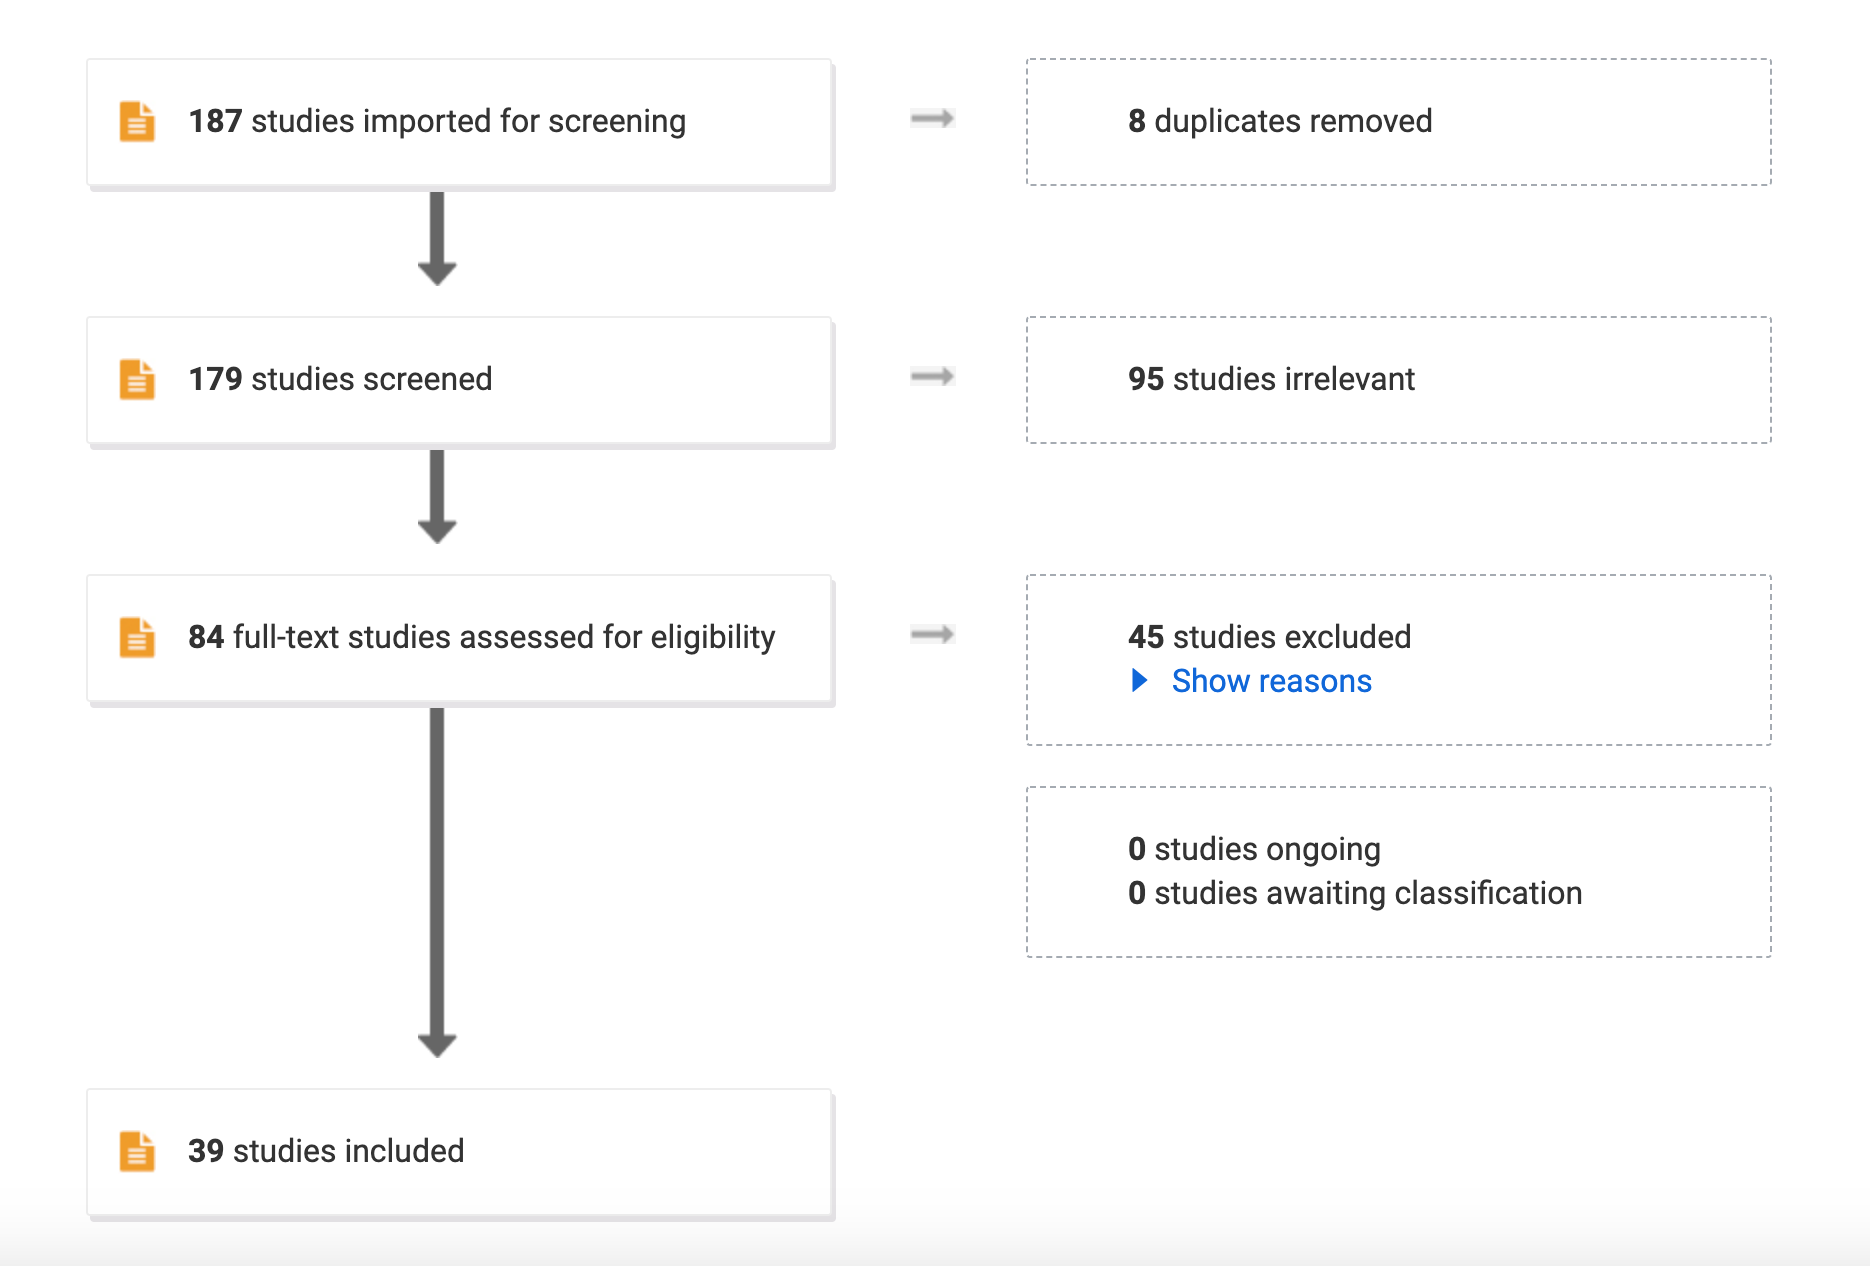 187 studies imported for screening
8 duplicates removed
179 studies screened
95 studies irrelevant
84 full-text studies assessed for eligibility
45 studies excluded
Show reasons
0 studies ongoing
0 studies awaiting classification
39 studies included